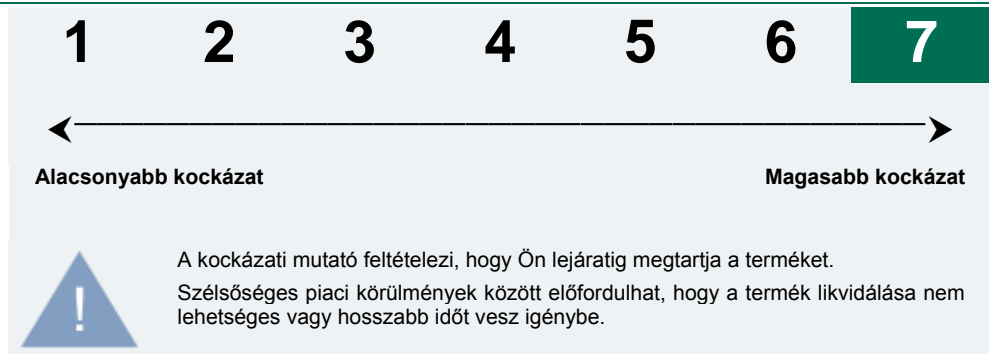 1 2 3 4 5 6 7
Alacsonyabb kockázat Magasabb kockázat
A kockázati mutató feltételezi, hogy Ön lejáratig megtartja a terméket.
Szélsőséges piaci körülmények között előfordulhat, hogy a termék likvidálása nem
lehetséges vagy hosszabb időt vesz igénybe.
!